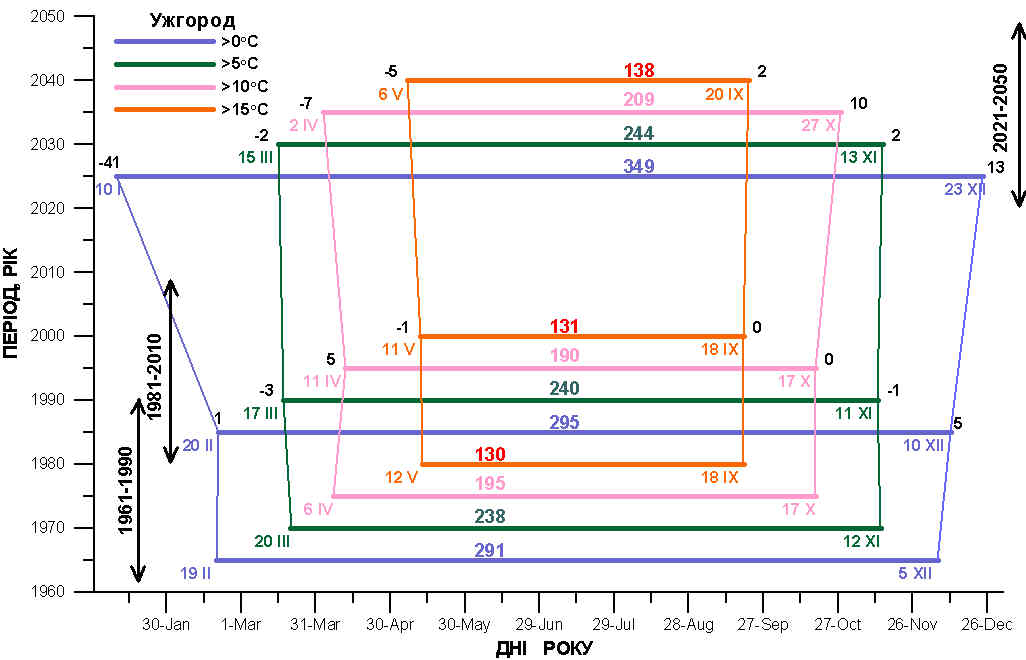 Ужгород
>0°C
>5°C
>10°C
>15°C
2050
2040
2030
2020
2010
2000
1990
1980
1970
1960
ПЕРІОД, РІК
2021-2050
1981-2010
1961-1990
-5 138 2
6 V 20 IX
-7 209 10
2 IV 27 X
-2 244 2
15 III 13 XI
-41 349 13
10 I 23 XII
-1 131 0
11 V 18 IX
5 190 0
11 IV 17 X
-3 240 -1
17 III 11 XI
1 295 5
20 II 10 XII
130
12 V 18 IX
195
6 IV 17 X
238
20 III 12 XI
291
19 II 5 XII
30-Jan 1-Mar 31-Mar 30-Apr 30-May 29-Jun 29-Jul 28-Aug 27-Sep 27-Oct 26-Nov 26-Dec
ДНІ РОКУ